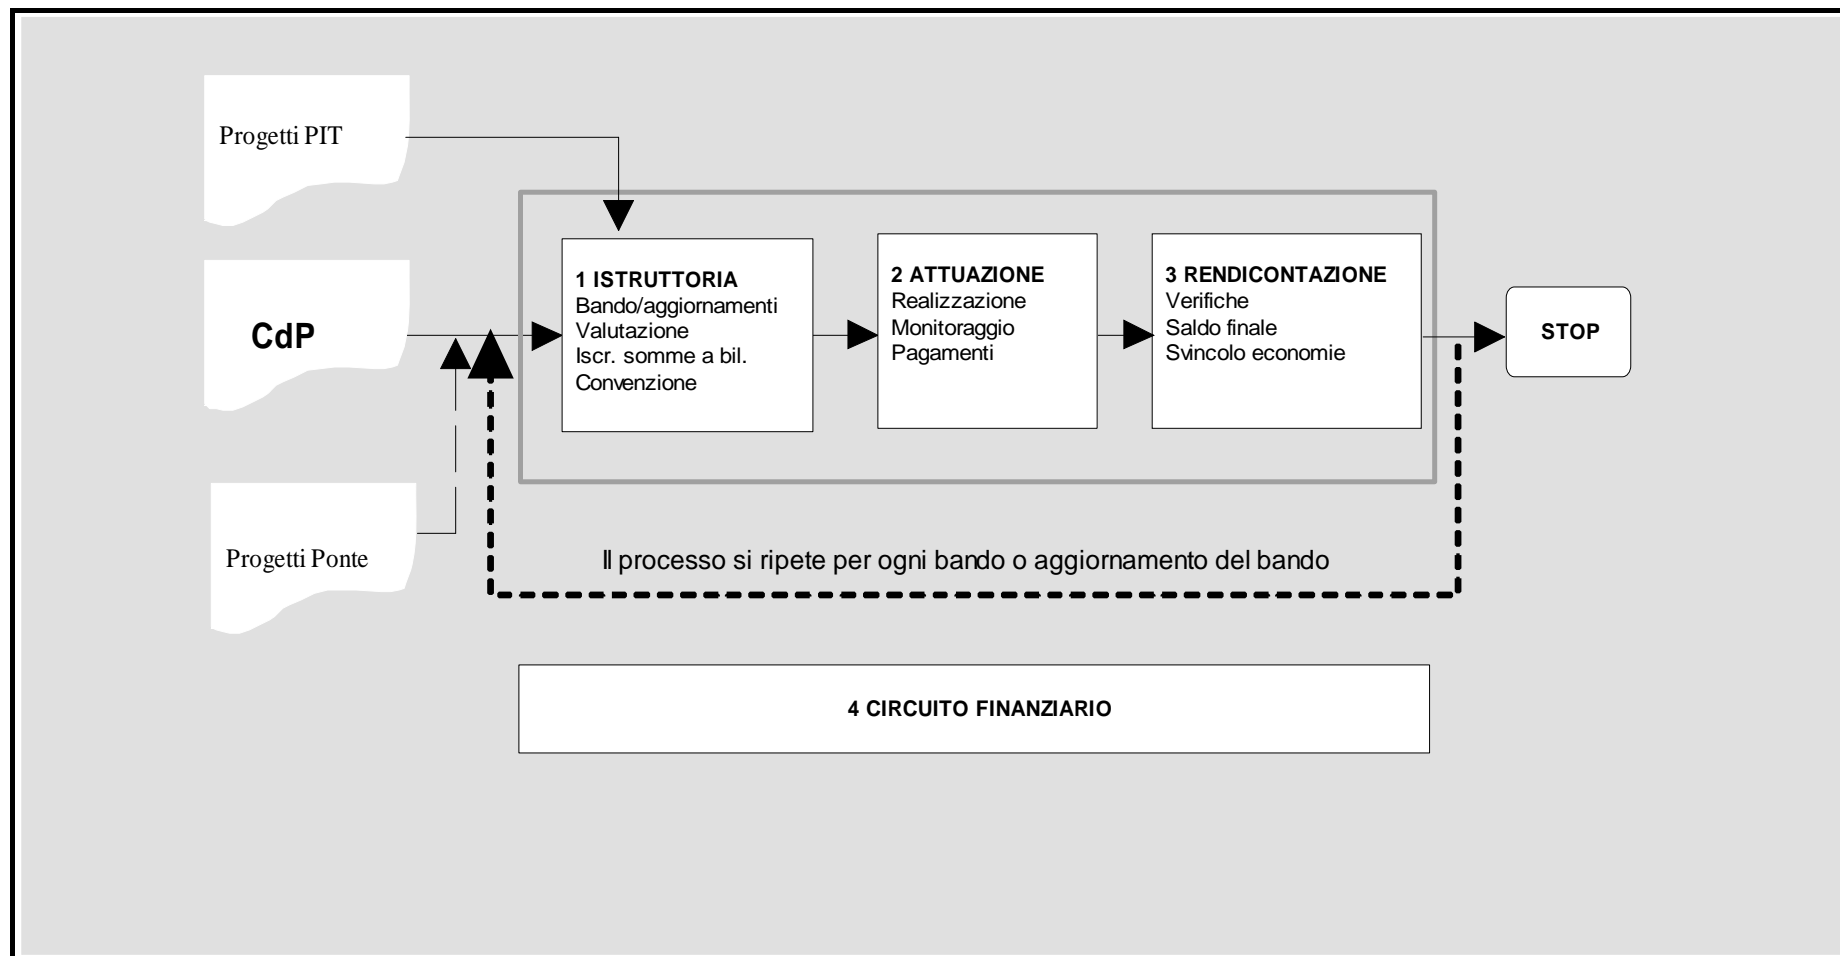 Progetti PIT
CdP
Progetti Ponte
1 ISTRUTTORIA
Bando/aggiornamenti
Valutazione
Iscr. somme a bil.
Convenzione
2 ATTUAZIONE
Realizzazione
Monitoraggio
Pagamenti
3 RENDICONTAZIONE
Verifiche
Saldo finale
Svincolo economie
STOP
Il processo si ripete per ogni bando o aggiornamento del bando
4 CIRCUITO FINANZIARIO